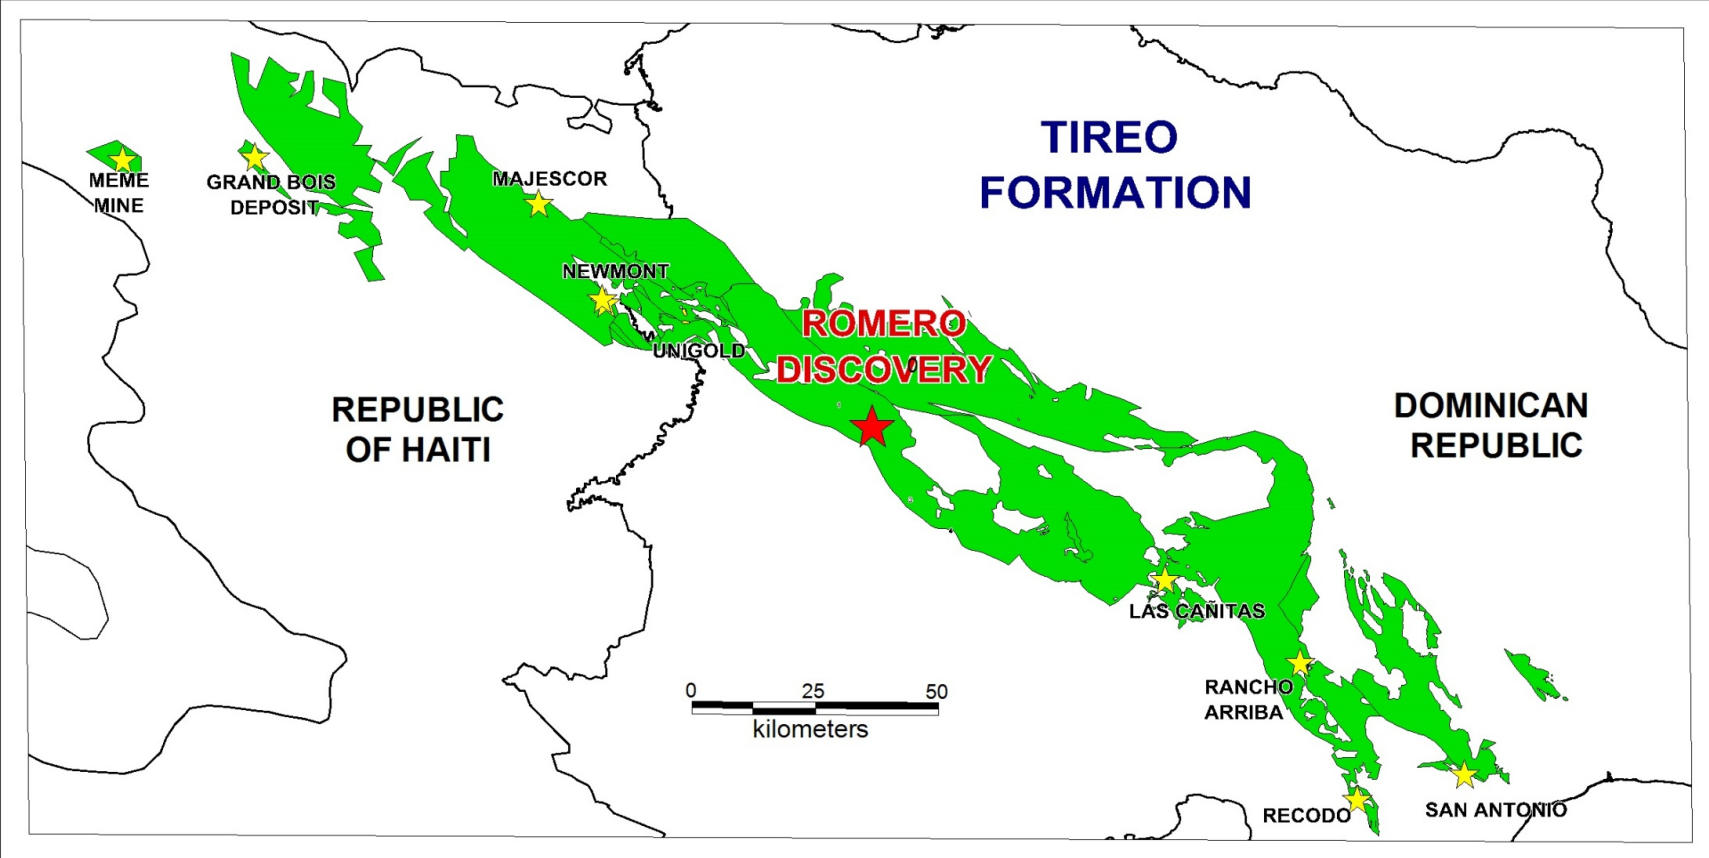 TIREO
FORMATION
MEME
MINE
GRAND BOIS
DEPOSIT
MAJESCOR
NEWMONT
UNIGOLD
ROMERO
DISCOVERY
REPUBLIC
OF HAITI
DOMINICAN
REPUBLIC
LAS CAÑITAS
RANCHO
ARRIBA
RECODO
SAN ANTONIO
0 25 50
kilometers